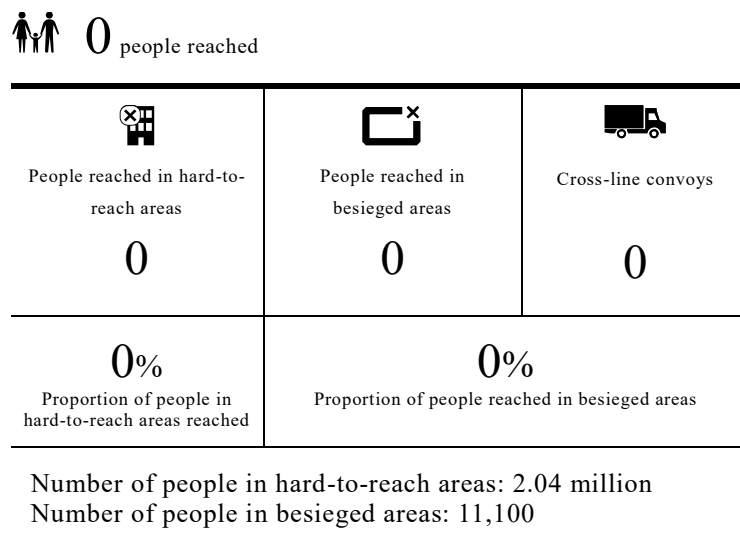 0 people reached
People reached in hard-to-
reach areas
0
People reached in
besieged areas
0
Cross-line convoys
0
0%
Proportion of people in
hard-to-reach areas reached
0%
Proportion of people reached in besieged areas
Number of people in hard-to-reach areas: 2.04 million
Number of people in besieged areas: 11,100